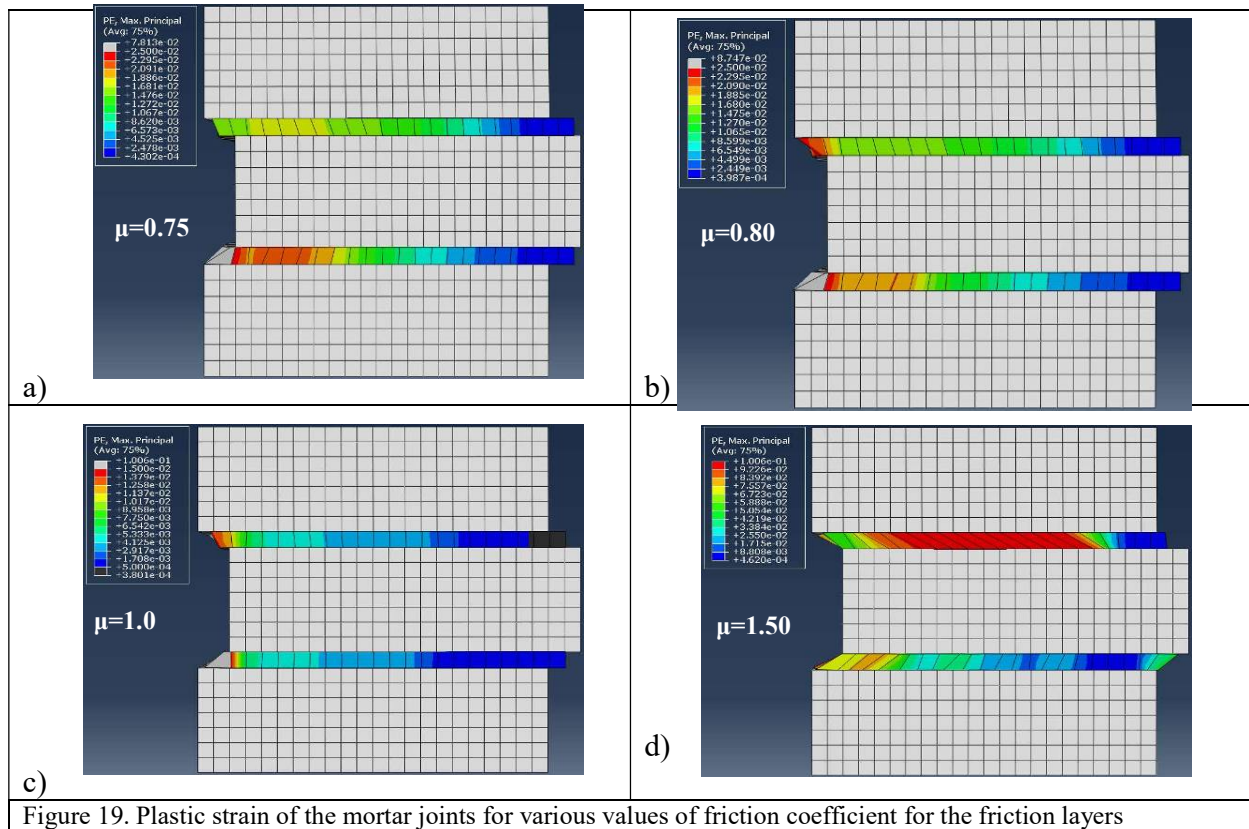 PE, Max. Principal
(Avg: 75%)
+7.813e-02
+2.500e-02
+2.295e-02
+2.091e-02
+1.886e-02
+1.681e-02
+1.476e-02
+1.272e-02
+1.067e-02
+8.620e-03
+6.573e-03
+4.525e-03
+2.478e-03
+4.302e-04
μ=0.75
a)
PE, Max. Principal
(Avg: 75%)
+8.747e-02
+2.500e-02
+2.295e-02
+2.090e-02
+1.885e-02
+1.680e-02
+1.475e-02
+1.270e-02
+1.065e-02
+8.599e-03
+6.549e-03
+4.499e-03
+2.449e-03
+3.987e-04
μ=0.80
b)
PE, Max. Principal
(Avg: 75%)
+1.006e-01
+1.500e-02
+1.379e-02
+1.258e-02
+1.137e-02
+1.017e-02
+8.958e-03
+7.750e-03
+6.542e-03
+5.333e-03
+4.125e-03
+2.917e-03
+1.708e-03
+5.000e-04
+3.801e-04
μ=1.0
c)
PE, Max. Principal
(Avg: 75%)
+1.006e-01
+9.226e-02
+8.392e-02
+7.557e-02
+6.723e-02
+5.888e-02
+5.054e-02
+4.219e-02
+3.384e-02
+2.550e-02
+1.715e-02
+8.808e-03
+4.620e-04
μ=1.50
d)
Figure 19. Plastic strain of the mortar joints for various values of friction coefficient for the friction layers